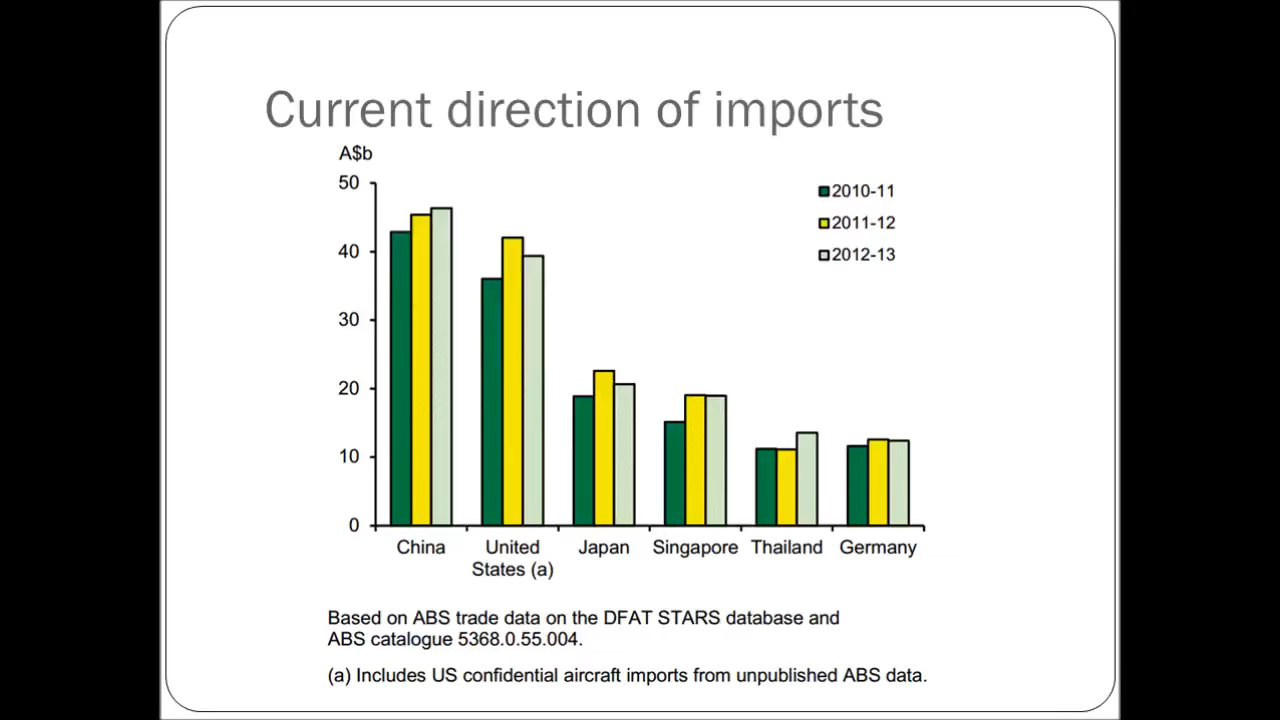 Current direction of imports
A$b
50
2010-11
2011-12
40
2012-13
30
20
10
0
China
United
States (a)
Japan
Singapore
Thailand
Germany
Based on ABS trade data on the DFAT STARS database and
ABS catalogue 5368.0.55.004.
(a) Includes US confidential aircraft imports from unpublished ABS data.